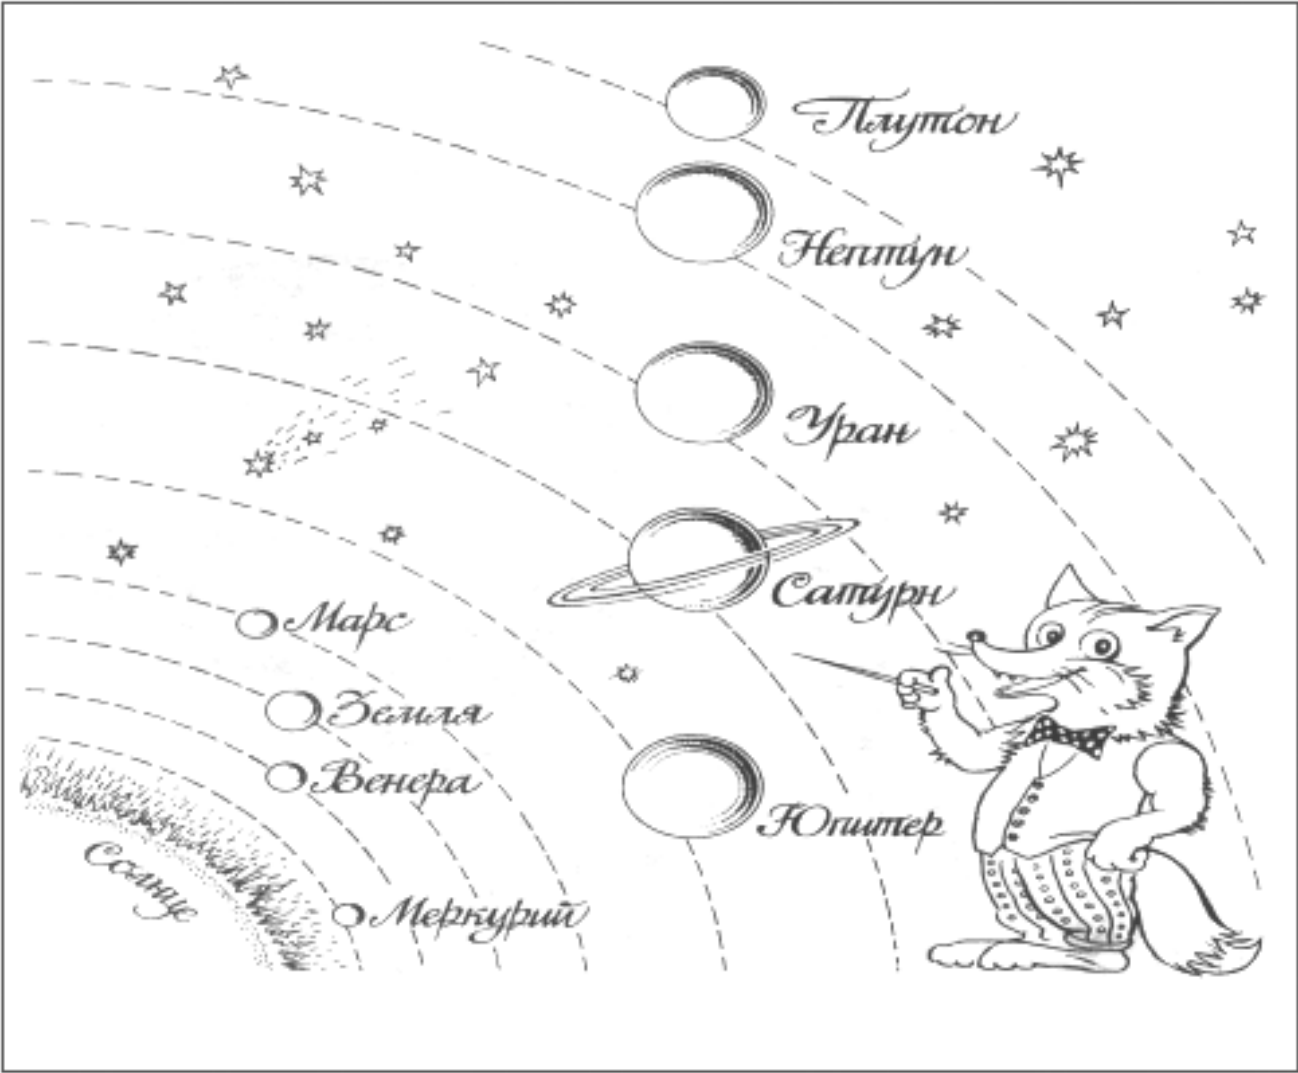 Плутон
Нептун
Уран
Сатурн
Марс
Земля
Венера
Юпитер
Солнце
Меркурий